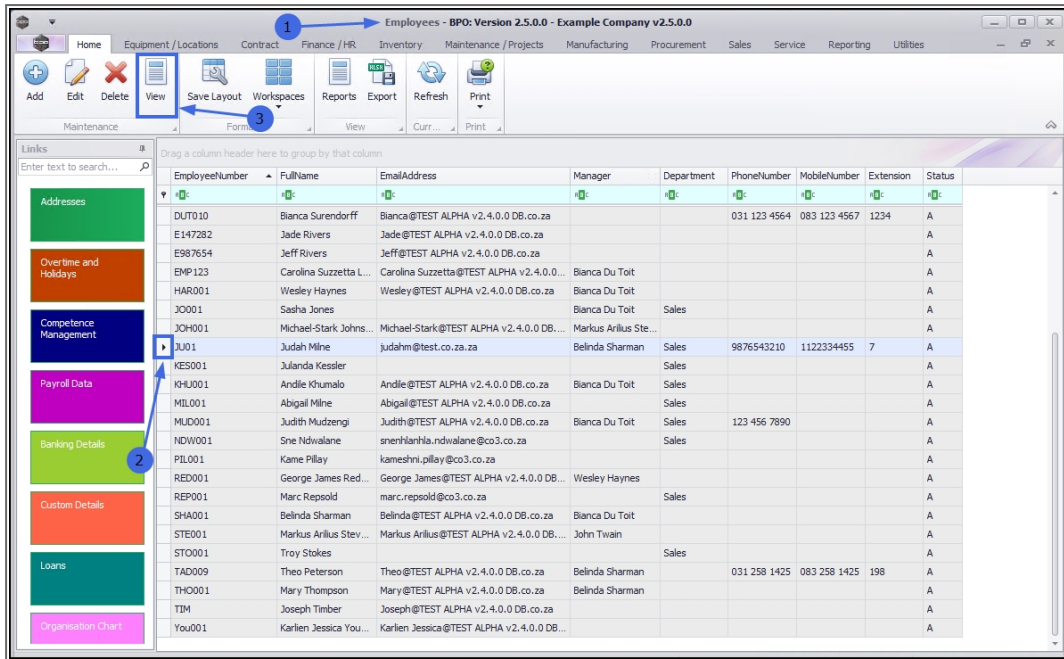 1
Employees - BPO: Version 2.5.0.0 - Example Company v2.5.0.0
Home Equipment / Locations Contract Finance / HR Inventory Maintenance / Projects Manufacturing Procurement Sales Service Reporting Utilities
Add Edit Delete View Save Layout Workspaces Reports Export Refresh Print
3
Maintenance View Curr... Print
Links
Drag a column header here to group by that column
Enter text to search...
EmployeeNumber FullName EmailAddress Manager Department PhoneNumber MobileNumber Extension Status
Addresses
DUT010 Bianca Surendorff Bianca@TEST ALPHA v2.4.0.0 DB.co.za 031 123 4564 083 123 4567 1234 A
E147282 Jade Rivers Jade@TEST ALPHA v2.4.0.0 DB.co.za A
E987654 Jeff Rivers Jeff@TEST ALPHA v2.4.0.0 DB.co.za A
Overtime and
Holidays
EMP123 Carolina Suzzetta L... Carolina Suzzetta@TEST ALPHA v2.4.0.0... Bianca Du Toit A
HAR001 Wesley Haynes Wesley@TEST ALPHA v2.4.0.0 DB.co.za Bianca Du Toit A
JO001 Sasha Jones Bianca Du Toit Sales A
Competence
Management
JOH001 Michael-Stark Johns... Michael-Stark@TEST ALPHA v2.4.0.0 DB.... Markus Arilius Ste... A
JU01 Judah Milne judahm@test.co.za.za Belinda Sharman Sales 9876543210 1122334455 7 A
KES001 Julanda Kessler Sales A
Payroll Data
KHU001 Andile Khumalo Andile@TEST ALPHA v2.4.0.0 DB.co.za Bianca Du Toit Sales A
MIL001 Abigail Milne Abigail@TEST ALPHA v2.4.0.0 DB.co.za Sales A
MUD001 Judith Mudzengi Judith@TEST ALPHA v2.4.0.0 DB.co.za Bianca Du Toit Sales 123 456 7890 A
Banking Details
NDW001 Sne Ndwalane snenhlanhla.ndwalane@co3.co.za Sales A
2
PIL001 Kame Pillay kameshni.pillay@co3.co.za A
RED001 George James Red... George James@TEST ALPHA v2.4.0.0 DB... Wesley Haynes A
Custom Details
REP001 Marc Repsold marc.repsold@co3.co.za Sales A
SHA001 Belinda Sharman Belinda@TEST ALPHA v2.4.0.0 DB.co.za Bianca Du Toit A
STE001 Markus Arilius Stev... Markus Arilius@TEST ALPHA v2.4.0.0 DB.... John Twain A
STO001 Troy Stokes Sales A
Loans
TAD009 Theo Peterson Theo@TEST ALPHA v2.4.0.0 DB.co.za Belinda Sharman 031 258 1425 083 258 1425 198 A
THO001 Mary Thompson Mary@TEST ALPHA v2.4.0.0 DB.co.za Belinda Sharman A
TIM Joseph Timber Joseph@TEST ALPHA v2.4.0.0 DB.co.za A
Organisation Chart
You001 Karlien Jessica You... Karlien Jessica@TEST ALPHA v2.4.0.0 DB... A